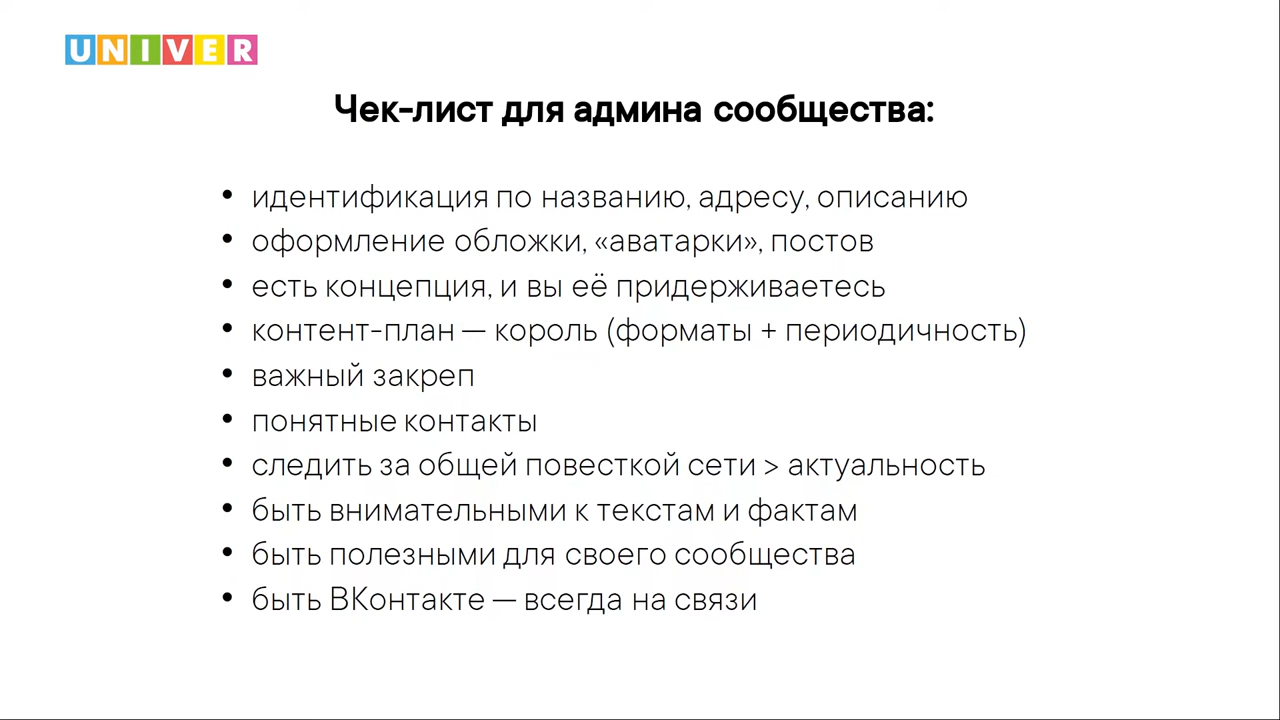 UNIVER
Чек-лист для админа сообщества:
• идентификация по названию, адресу, описанию
• оформление обложки, «аватарки», постов
• есть концепция, и вы её придерживаетесь
• контент-план — король (форматы + периодичность)
• важный закреп
• понятные контакты
• следить за общей повесткой сети > актуальность
• быть внимательными к текстам и фактам
• быть полезными для своего сообщества
• быть ВКонтакте — всегда на связи